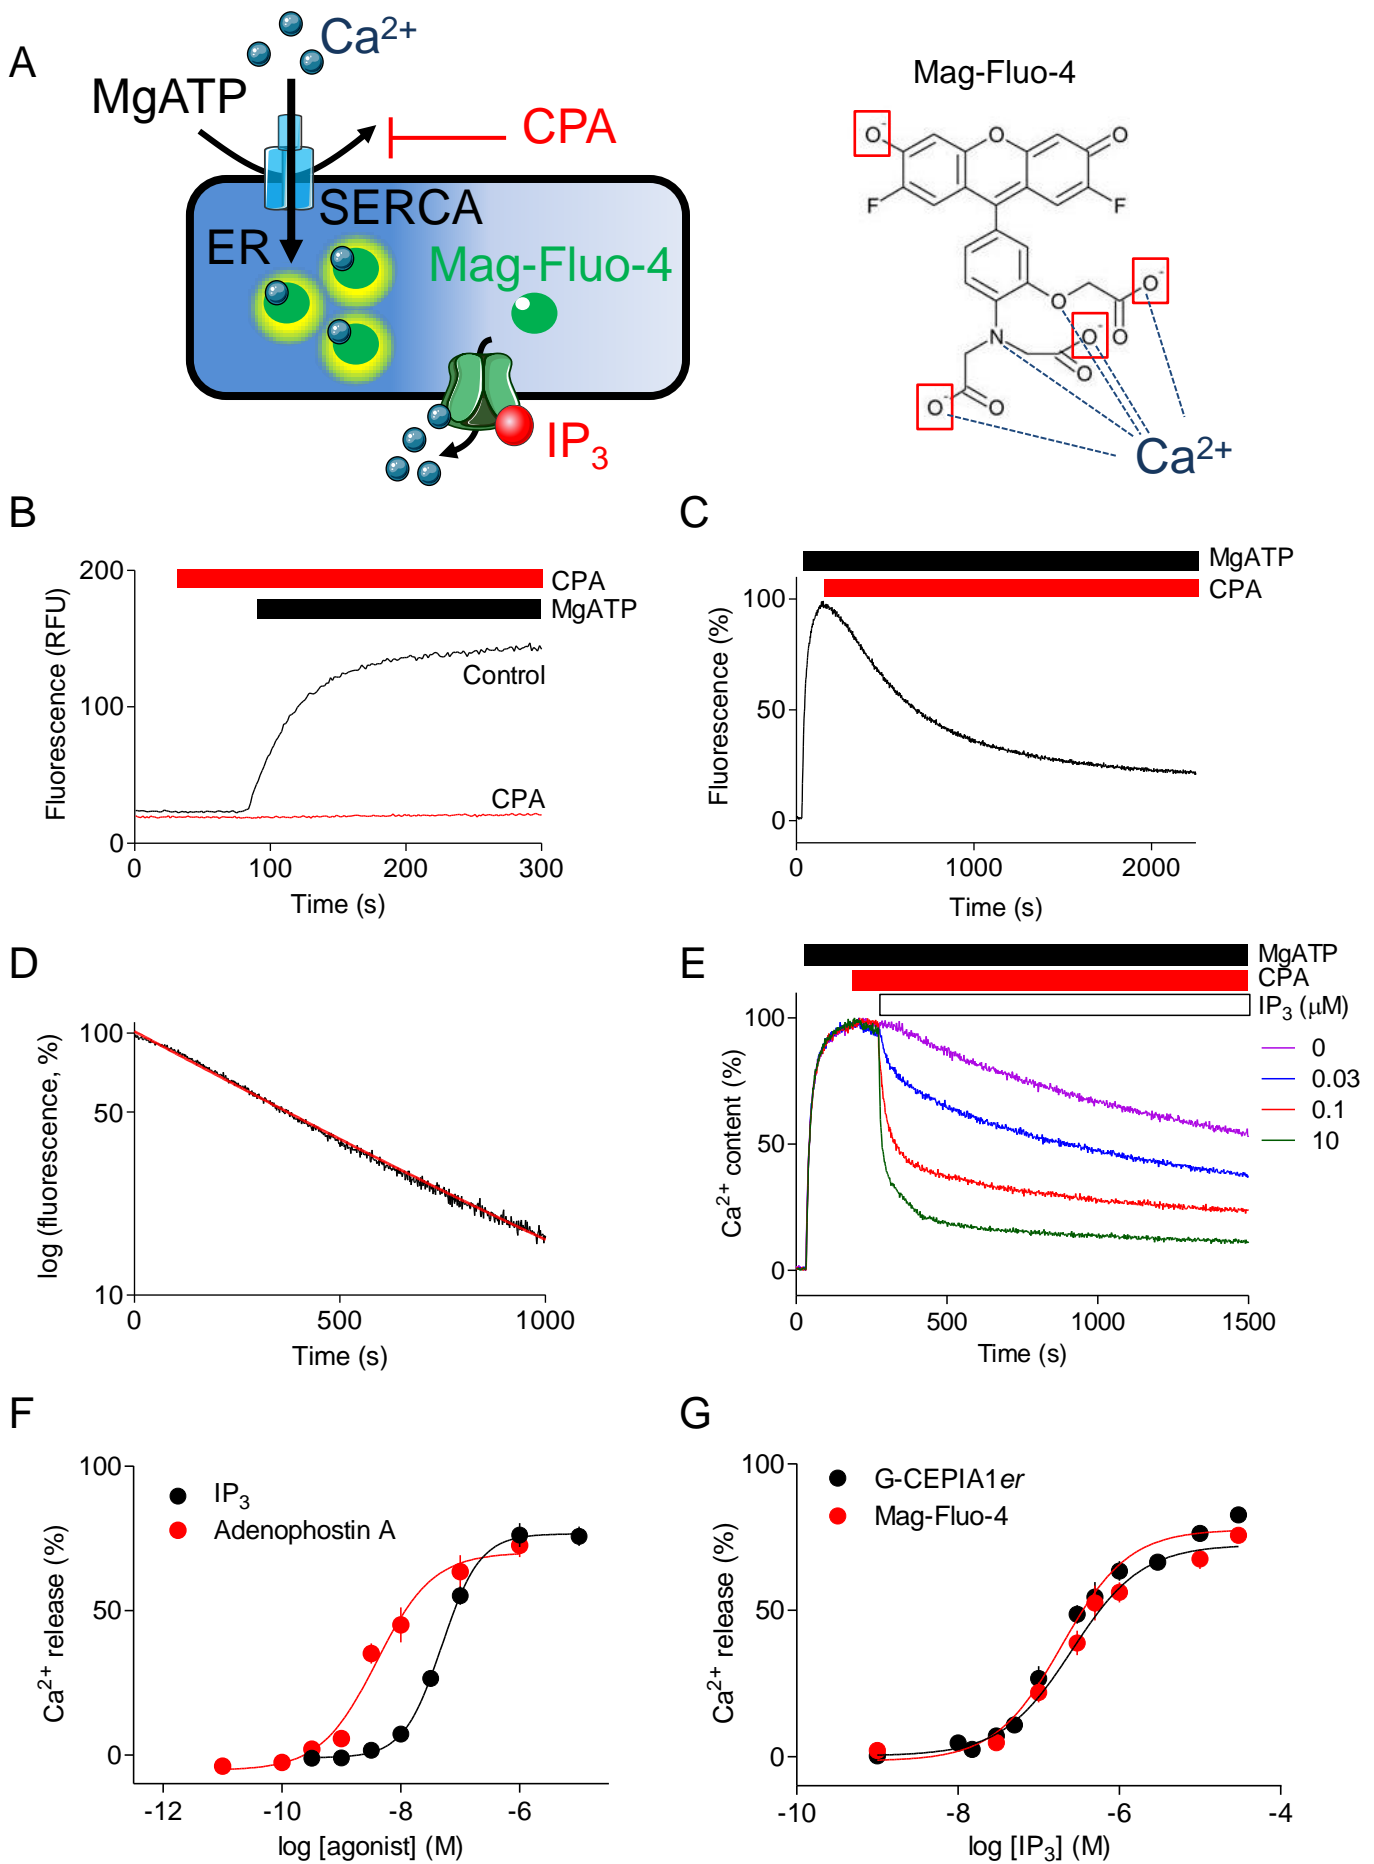 A
Ca²⁺
MgATP
CPA
SERCA
ER
Mag-Fluo-4
IP₃
Mag-Fluo-4
O⁻
O
O
F
F
O
O⁻
N
O⁻
O
O
O⁻
O
Ca²⁺
B
CPA
MgATP
200
100
0
Fluorescence (RFU)
Control
CPA
0
100
200
300
Time (s)
C
MgATP
CPA
100
50
0
Fluorescence (%)
0
1000
2000
Time (s)
D
100
50
10
log (fluorescence, %)
0
500
1000
Time (s)
E
MgATP
CPA
IP₃ (μM)
0
0.03
0.1
10
100
50
0
Ca²⁺ content (%)
0
500
1000
1500
Time (s)
F
100
50
0
Ca²⁺ release (%)
IP₃
Adenophostin A
-12
-10
-8
-6
log [agonist] (M)
G
100
50
0
Ca²⁺ release (%)
G-CEPIA1er
Mag-Fluo-4
-10
-8
-6
-4
log [IP₃] (M)